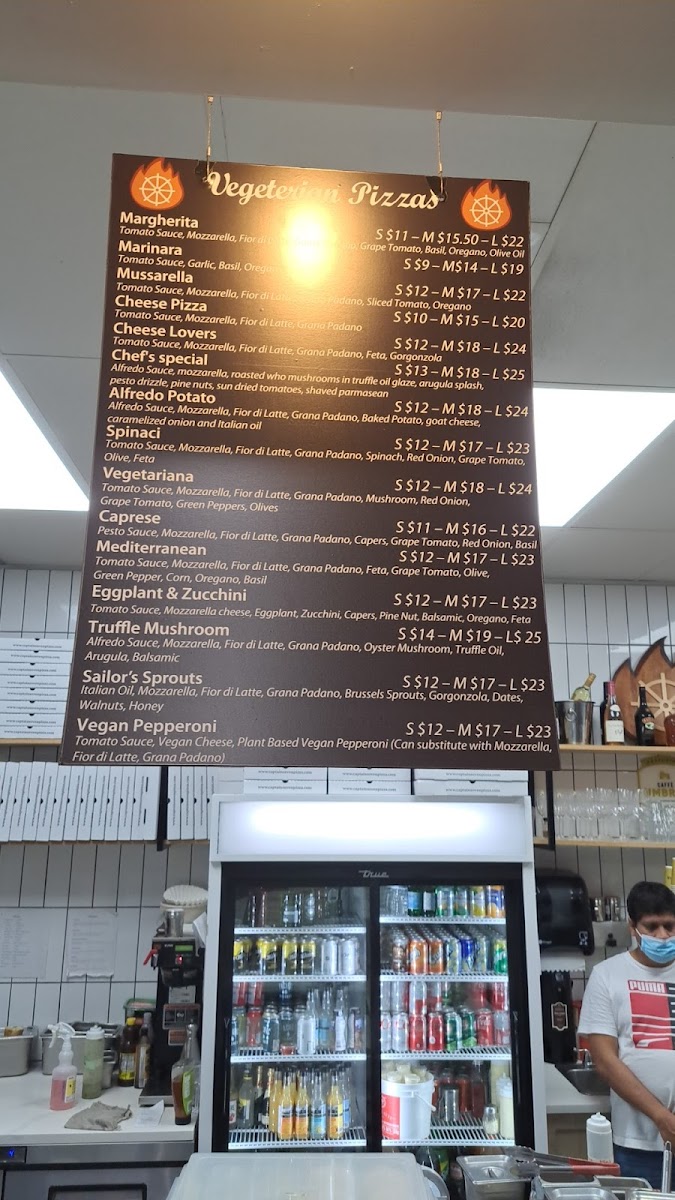 Vegeterian Pizzas
Margherita
S $11 – M $15.50 – L $22
Tomato Sauce, Mozzarella, Fior di Grape Tomato, Basil, Oregano, Olive Oil
Marinara
S $9 – M$14 – L $19
Tomato Sauce, Garlic, Basil,
Mussarella
S $12 – M $17 – L $22
Tomato Sauce, Mozzarella, Fior di Sliced Tomato, Oregano
Cheese Pizza
S $10 – M $15 – L $20
Tomato Sauce, Mozzarella, Fior di Latte, Grana Padano
Cheese Lovers
S $12 – M $18 – L $24
Tomato Sauce, Mozzarella, Fior di Latte, Grana Padano, Feta, Gorgonzola
Chef's special
S $13 – M $18 – L $25
Alfredo Sauce, mozzarella, roasted who mushrooms in truffle oil glaze, arugula splash,
pesto drizzle, pine nuts, sun dried tomatoes, shaved parmasean
Alfredo Potato
S $12 – M $18 – L $24
Alfredo Sauce, Mozzarella, Fior di Latte, Grana Padano, Baked Potato, goat cheese,
caramelized onion and Italian oil
Spinaci
S $12 – M $17 – L $23
Tomato Sauce, Mozzarella, Fior di Latte, Grana Padano, Spinach, Red Onion, Grape Tomato,
Olive, Feta
Vegetariana
S $12 – M $18 – L $24
Tomato Sauce, Mozzarella, Fior di Latte, Grana Padano, Mushroom, Red Onion,
Grape Tomato, Green Peppers, Olives
Caprese
S $11 – M $16 – L $22
Pesto Sauce, Mozzarella, Fior di Latte, Grana Padano, Capers, Grape Tomato, Red Onion, Basil
Mediterranean
S $12 – M $17 – L $23
Tomato Sauce, Mozzarella, Fior di Latte, Grana Padano, Feta, Grape Tomato, Olive,
Green Pepper, Corn, Oregano, Basil
Eggplant & Zucchini
S $12 – M $17 – L $23
Tomato Sauce, Mozzarella cheese, Eggplant, Zucchini, Capers, Pine Nut, Balsamic, Oregano, Feta
Truffle Mushroom
S $14 – M $19 – L$ 25
Alfredo Sauce, Mozzarella, Fior di Latte, Grana Padano, Oyster Mushroom, Truffle Oil,
Arugula, Balsamic
Sailor's Sprouts
S $12 – M $17 – L $23
Italian Oil, Mozzarella, Fior di Latte, Grana Padano, Brussels Sprouts, Gorgonzola, Dates,
Walnuts, Honey
Vegan Pepperoni
S $12 – M $17 – L $23
Tomato Sauce, Vegan Cheese, Plant Based Vegan Pepperoni (Can substitute with Mozzarella,
Fior di Latte, Grana Padano)
True
PUMA